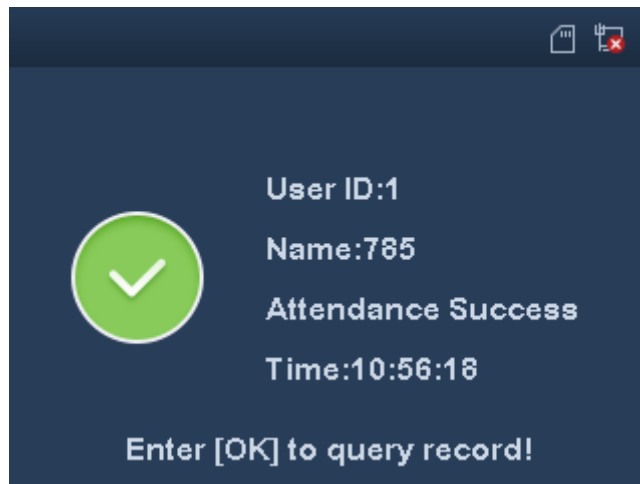 User ID:1
Name:785
Attendance Success
Time:10:56:18
Enter [OK] to query record!